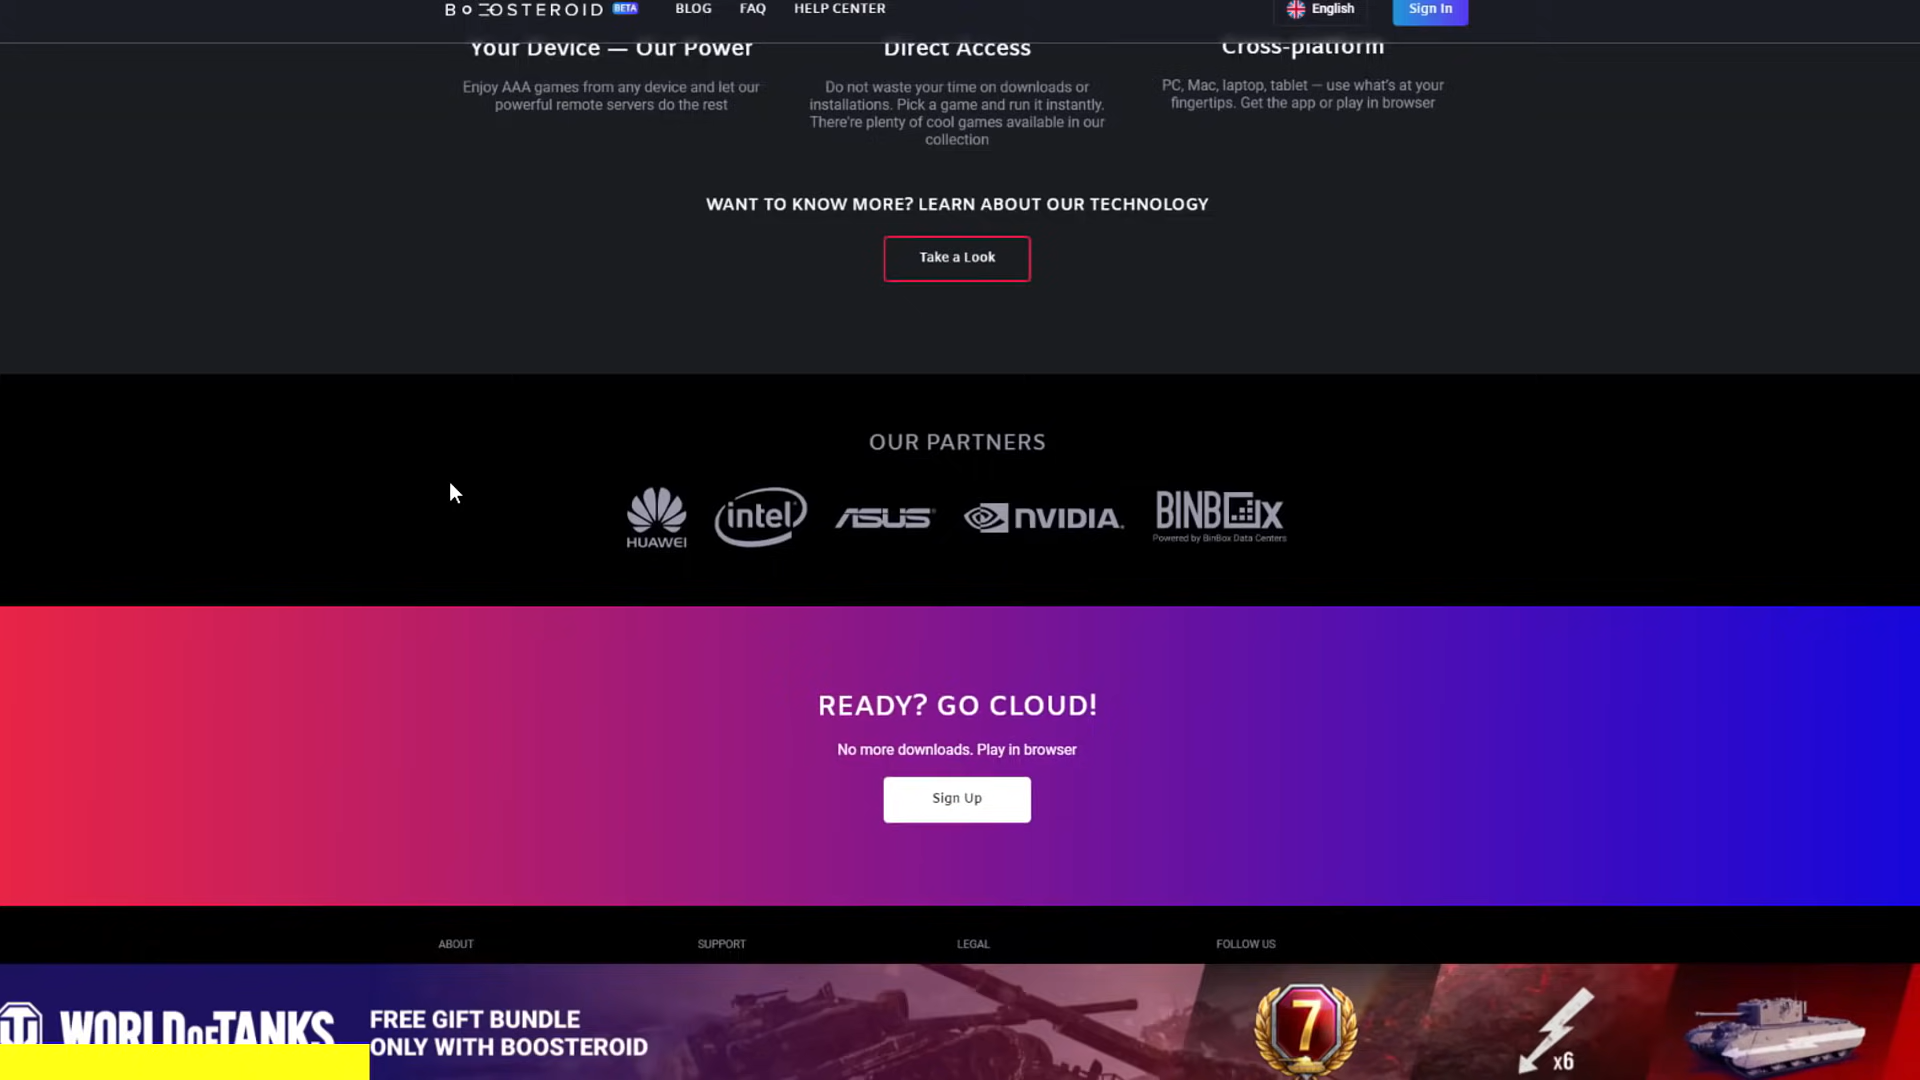 BOOSTEROID BETA BLOG FAQ HELP CENTER English Sign In
Your Device — Our Power
Enjoy AAA games from any device and let our
powerful remote servers do the rest
Direct Access
Do not waste your time on downloads or
installations. Pick a game and run it instantly.
There're plenty of cool games available in our
collection
Cross-platform
PC, Mac, laptop, tablet — use what's at your
fingertips. Get the app or play in browser
WANT TO KNOW MORE? LEARN ABOUT OUR TECHNOLOGY
Take a Look
OUR PARTNERS
HUAWEI
intel
ASUS
NVIDIA.
BINBOX
Powered by BinBox Data Centers
READY? GO CLOUD!
No more downloads. Play in browser
Sign Up
ABOUT SUPPORT LEGAL FOLLOW US
WORLD OF TANKS
FREE GIFT BUNDLE
ONLY WITH BOOSTEROID
7
x6